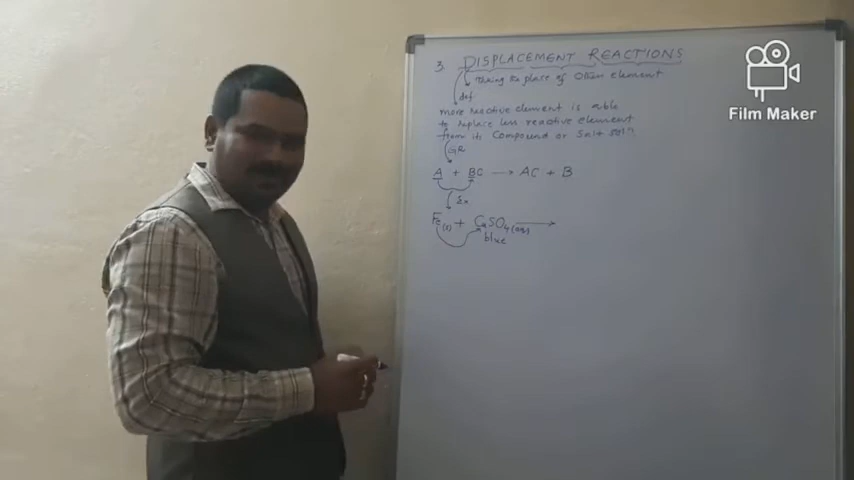 3. DISPLACEMENT REACTIONS
Taking the place of Other element
def
more reactive element is able
to replace less reactive element
from its Compound or Salt solⁿ.
GR
A + BC → AC + B
Ex
Fe(s) + CuSO4(aq) →
blue
Film Maker